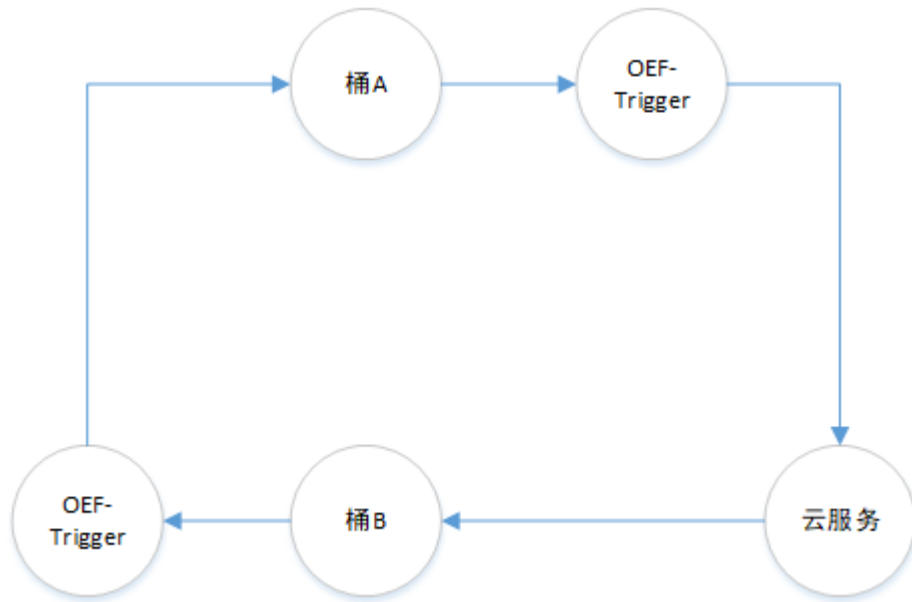 桶A
OEF-
Trigger
OEF-
Trigger
桶B
云服务